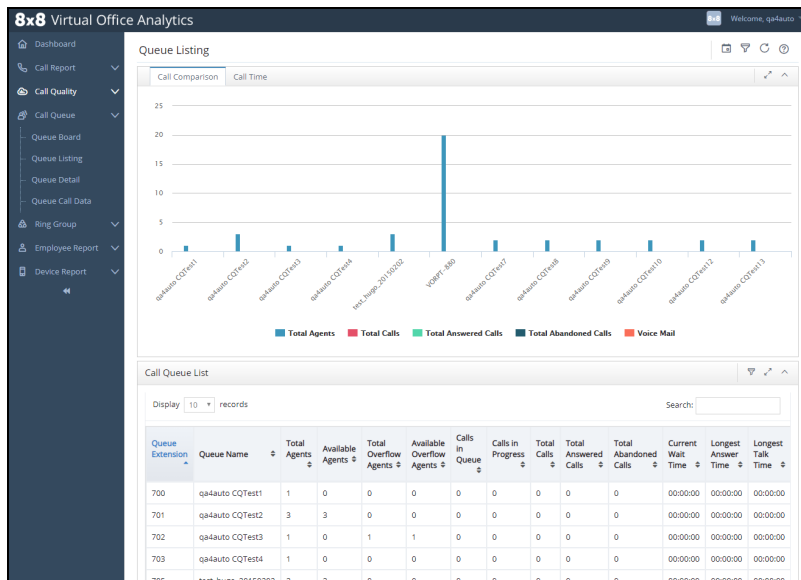 8x8 Virtual Office Analytics
8x8 Welcome, qa4auto
Dashboard
Call Report
Call Quality
Call Queue
Queue Board
Queue Listing
Queue Detail
Queue Call Data
Ring Group
Employee Report
Device Report
Queue Listing
Call Comparison Call Time
25
20
15
10
5
0
qa4auto CQTest1
qa4auto CQTest2
qa4auto CQTest3
qa4auto CQTest4
test_hugo_20150202
VORPT-880
qa4auto CQTest7
qa4auto CQTest8
qa4auto CQTest9
qa4auto CQTest10
qa4auto CQTest12
qa4auto CQTest13
Total Agents Total Calls Total Answered Calls Total Abandoned Calls Voice Mail
Call Queue List
Display 10 records Search:
Queue Extension Queue Name Total Agents Available Agents Total Overflow Agents Available Overflow Agents Calls in Queue Calls in Progress Total Calls Total Answered Calls Total Abandoned Calls Current Wait Time Longest Answer Time Longest Talk Time
700 qa4auto CQTest1 1 0 0 0 0 0 0 0 0 00:00:00 00:00:00 00:00:00
701 qa4auto CQTest2 3 3 0 0 0 0 0 0 0 00:00:00 00:00:00 00:00:00
702 qa4auto CQTest3 1 0 1 1 0 0 0 0 0 00:00:00 00:00:00 00:00:00
703 qa4auto CQTest4 1 0 0 0 0 0 0 0 0 00:00:00 00:00:00 00:00:00